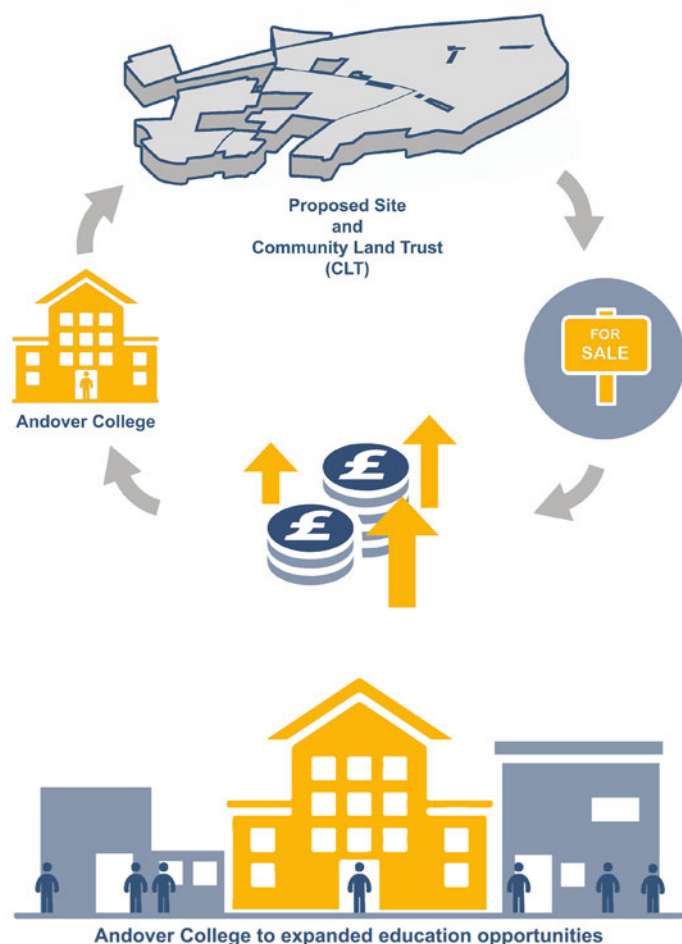 Proposed Site
and
Community Land Trust
(CLT)
FOR
SALE
Andover College
£
£
Andover College to expanded education opportunities